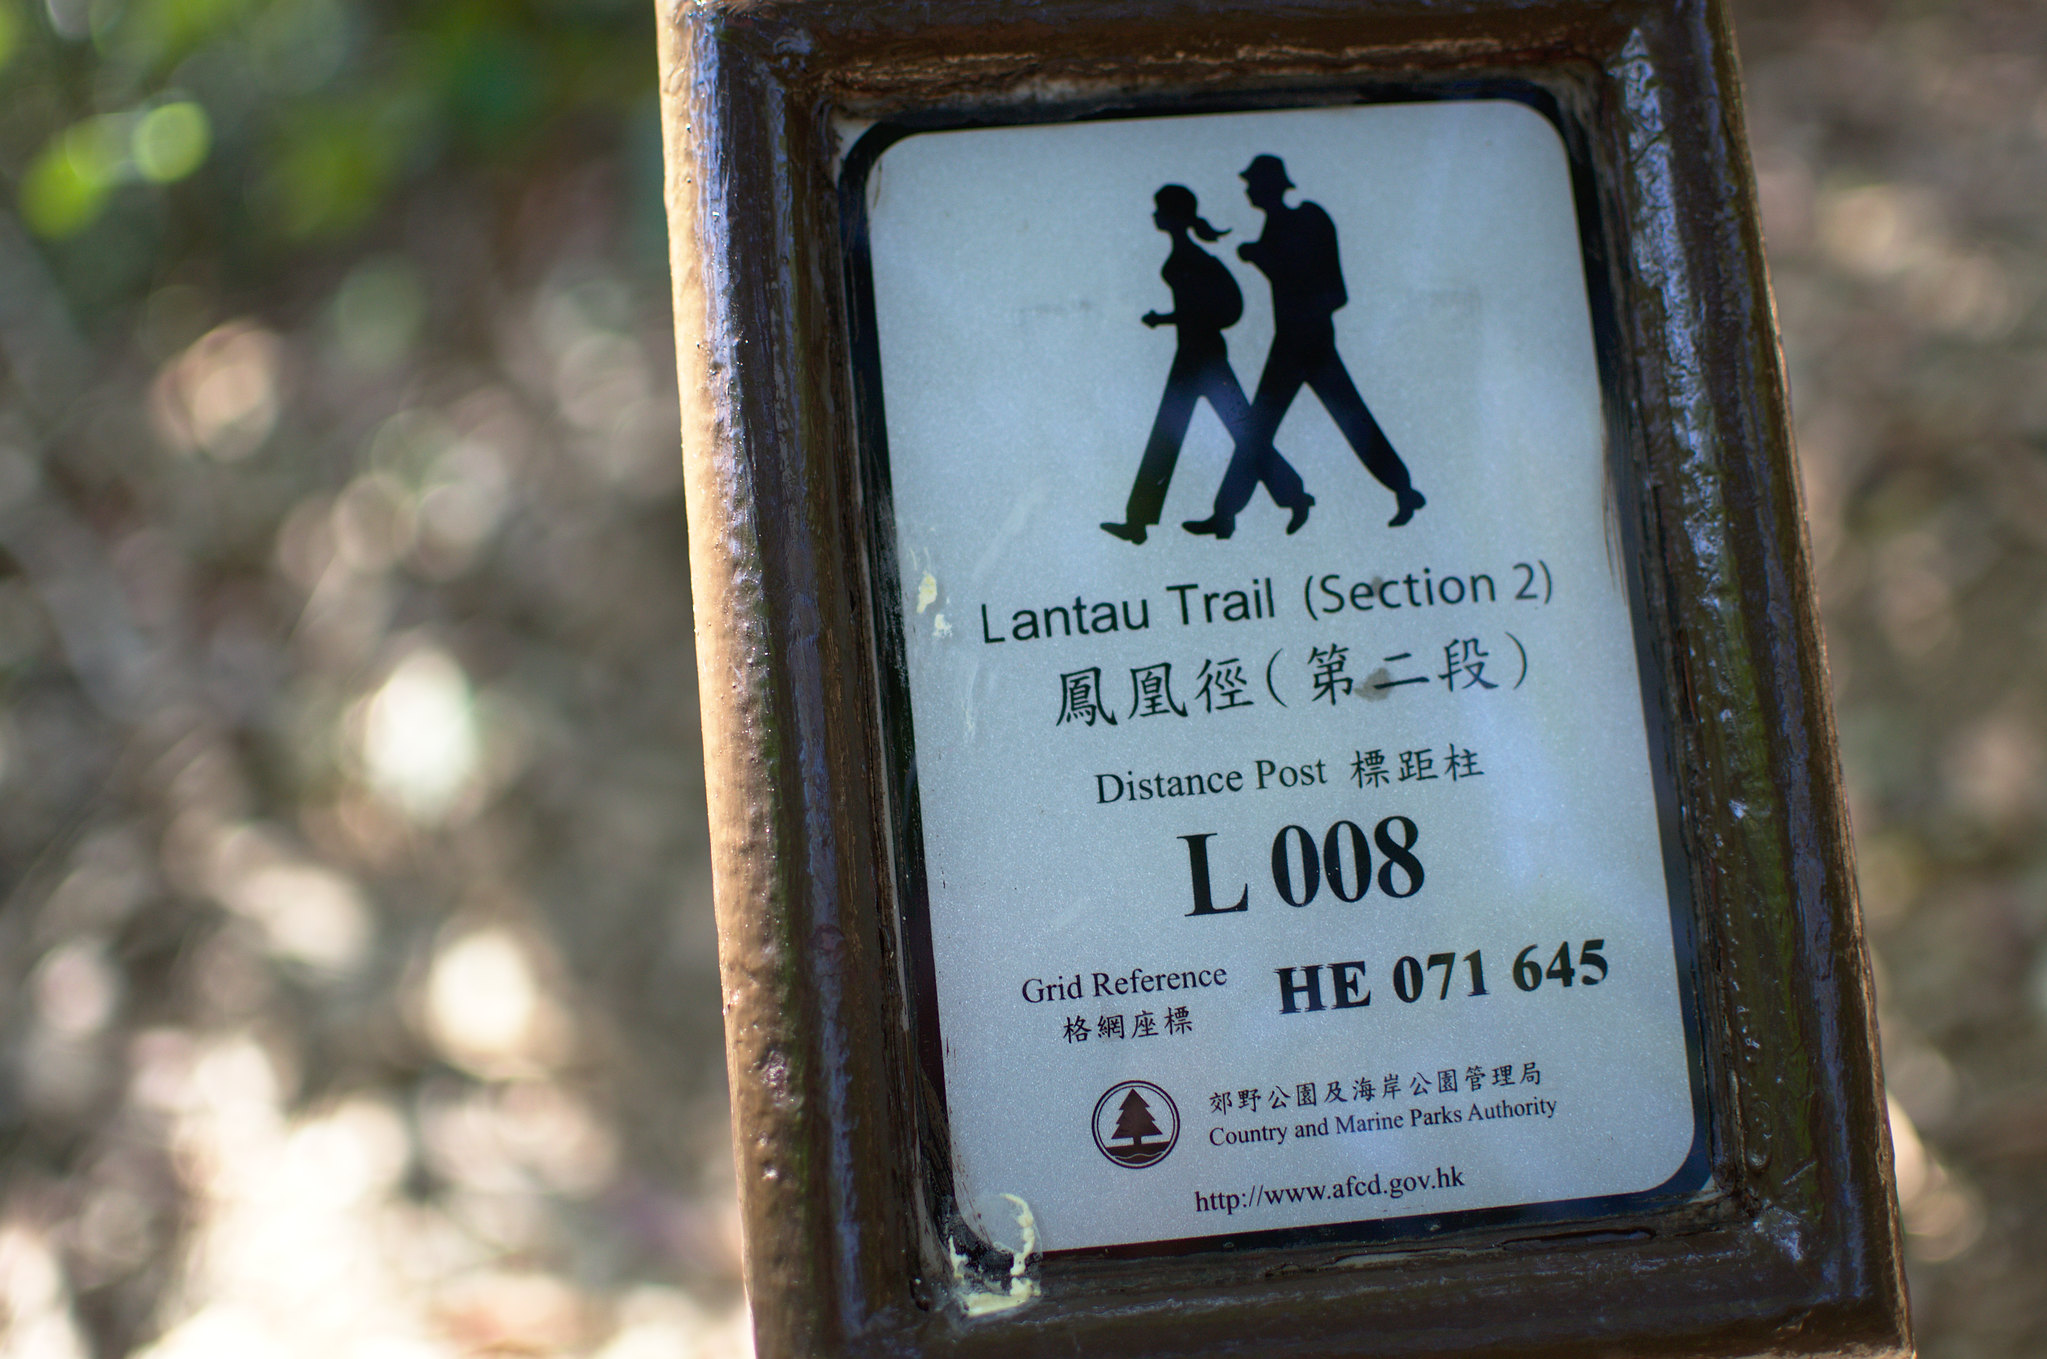 Lantau Trail (Section 2)
鳳凰徑(第二段)
Distance Post 標距柱
L 008
Grid Reference HE 071 645
格網座標
郊野公園及海岸公園管理局
Country and Marine Parks Authority
http://www.afcd.gov.hk